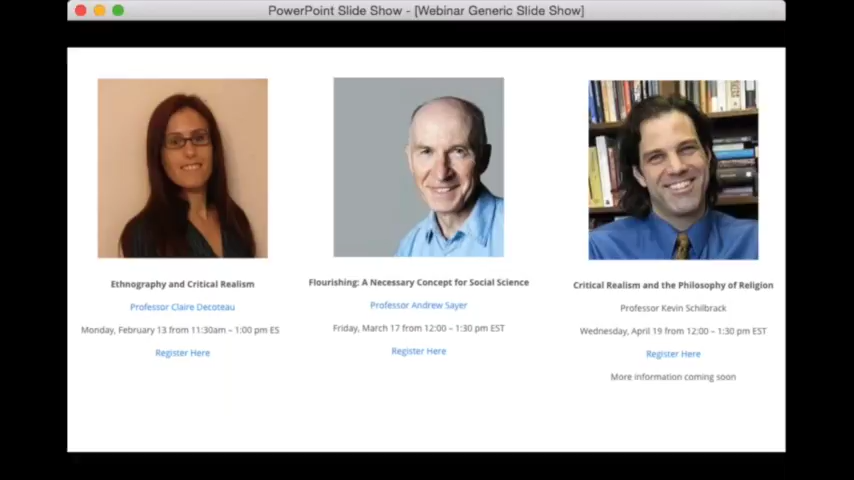 PowerPoint Slide Show - [Webinar Generic Slide Show]
Ethnography and Critical Realism
Professor Claire Decoteau
Monday, February 13 from 11:30am – 1:00 pm ES
Register Here
Flourishing: A Necessary Concept for Social Science
Professor Andrew Sayer
Friday, March 17 from 12:00 – 1:30 pm EST
Register Here
Critical Realism and the Philosophy of Religion
Professor Kevin Schilbrack
Wednesday, April 19 from 12:00 – 1:30 pm EST
Register Here
More information coming soon